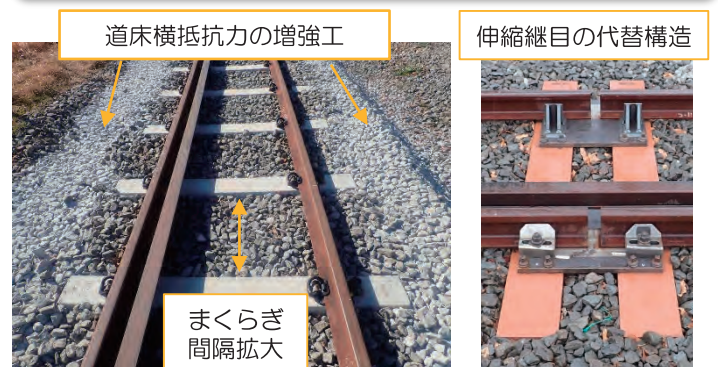 道床横抵抗力の増強工
伸縮継目の代替構造
まくらぎ
間隔拡大